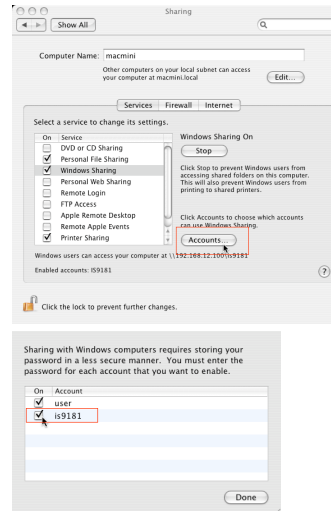 Sharing
Show All
Computer Name: macmini
Other computers on your local subnet can access
your computer at macmini.local
Edit...
Services Firewall Internet
Select a service to change its settings.
On Service
DVD or CD Sharing
Personal File Sharing
Windows Sharing
Personal Web Sharing
Remote Login
FTP Access
Apple Remote Desktop
Remote Apple Events
Printer Sharing
Windows Sharing On
Stop
Click Stop to prevent Windows users from
accessing shared folders on this computer.
This will also prevent Windows users from
printing to shared printers.
Click Accounts to choose which accounts
can use Windows Sharing.
Accounts...
Windows users can access your computer at \\192.168.12.100\is9181
Enabled accounts: IS9181
?
Click the lock to prevent further changes.
Sharing with Windows computers requires storing your
password in a less secure manner. You must enter the
password for each account that you want to enable.
On Account
user
is9181
Done